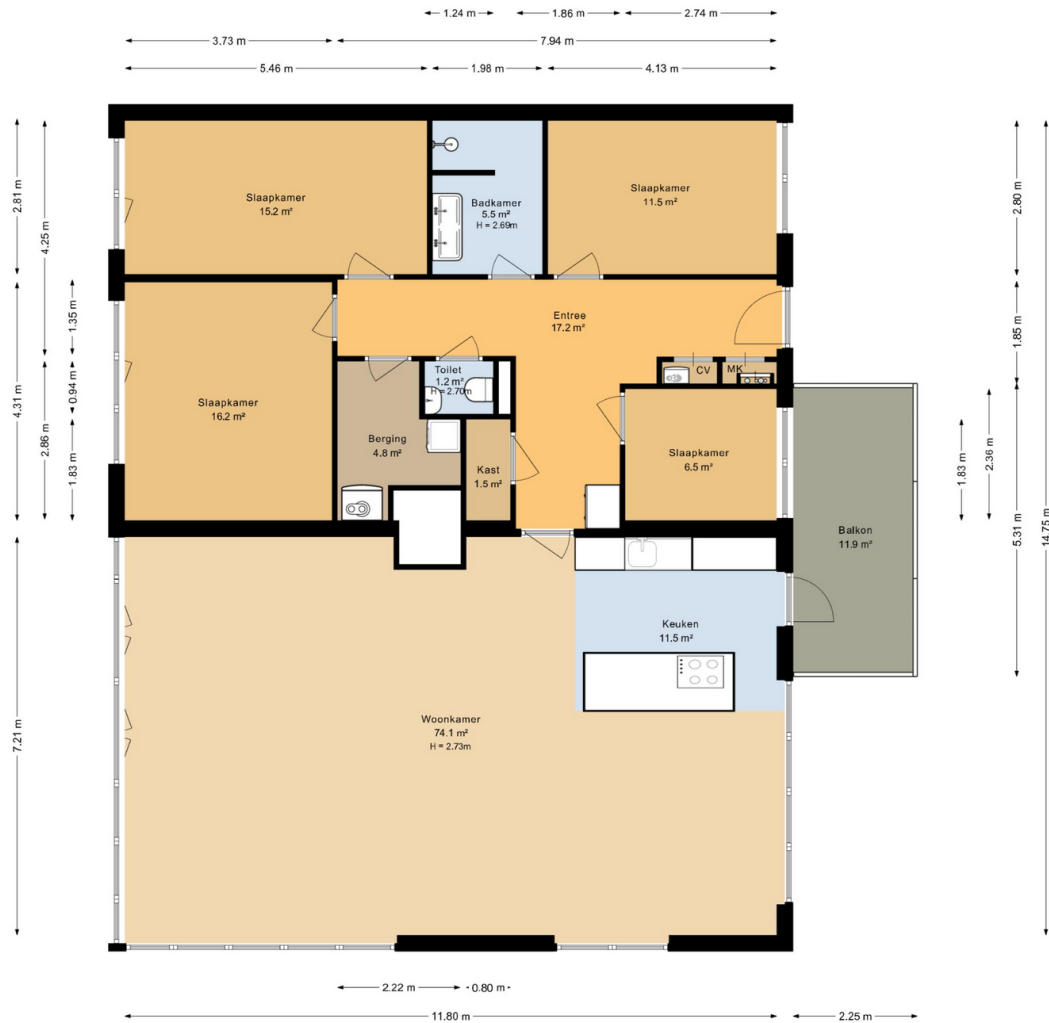 1.24 m
1.86 m
2.74 m
3.73 m
7.94 m
5.46 m
1.98 m
4.13 m
2.81 m
4.25 m
4.31 m
1.35 m
0.94 m
2.86 m
1.83 m
7.21 m
Slaapkamer
15.2 m²
Badkamer
5.5 m²
H = 2.69m
Slaapkamer
11.5 m²
Entree
17.2 m²
Toilet
1.2 m²
H = 2.70m
CV
MK
Slaapkamer
16.2 m²
Berging
4.8 m²
Kast
1.5 m²
Slaapkamer
6.5 m²
Balkon
11.9 m²
Keuken
11.5 m²
Woonkamer
74.1 m²
H = 2.73m
2.80 m
1.85 m
1.83 m
2.36 m
5.31 m
14.75 m
2.22 m
0.80
11.80 m
2.25 m